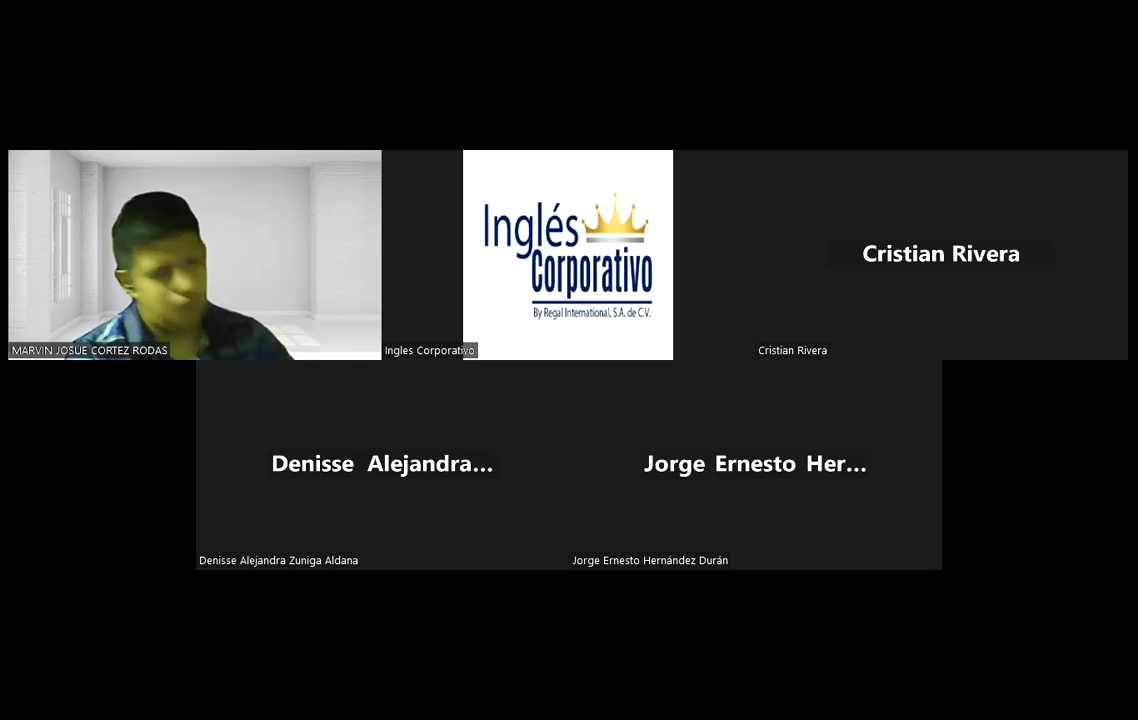 Inglés
Corporativo
By Regal International, S.A. de C.V.
Cristian Rivera
MARVIN JOSUE CORTEZ RODAS
Ingles Corporativo
Cristian Rivera
Denisse Alejandra...
Jorge Ernesto Her...
Denisse Alejandra Zuniga Aldana
Jorge Ernesto Hernández Durán